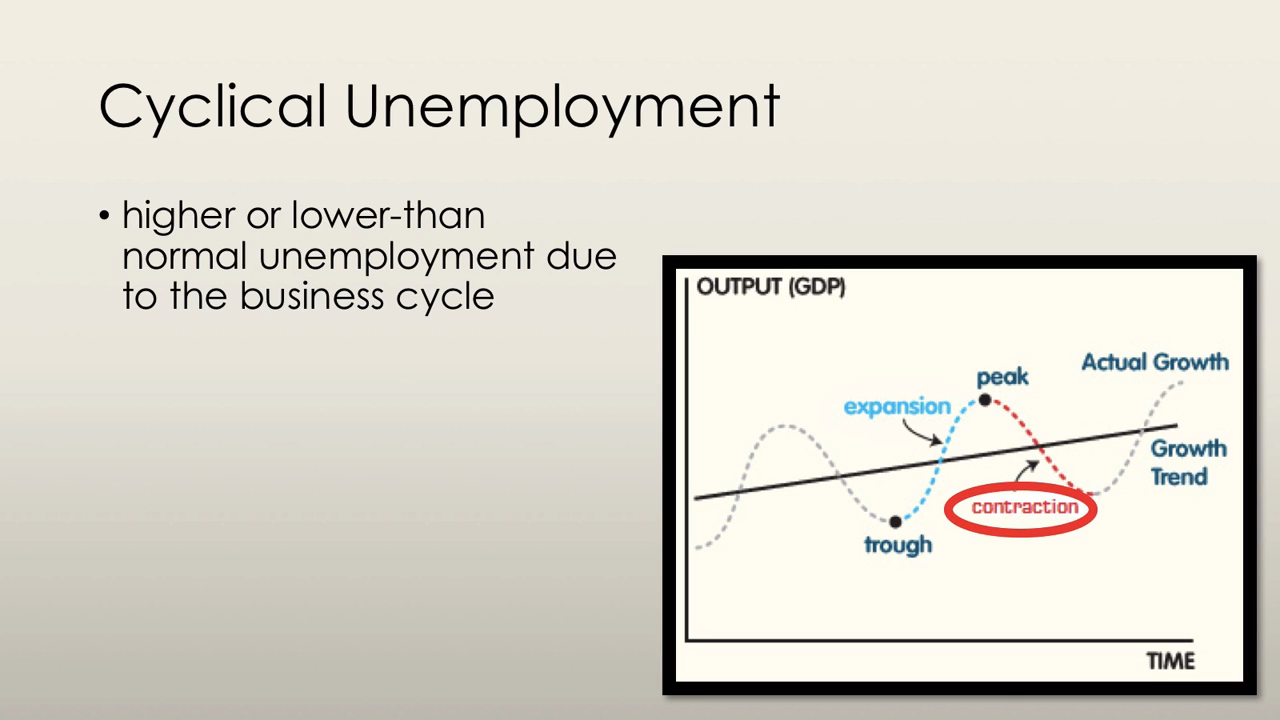 Cyclical Unemployment
• higher or lower-than
normal unemployment due
to the business cycle
OUTPUT (GDP)
Actual Growth
peak
expansion
Growth
Trend
contraction
trough
TIME